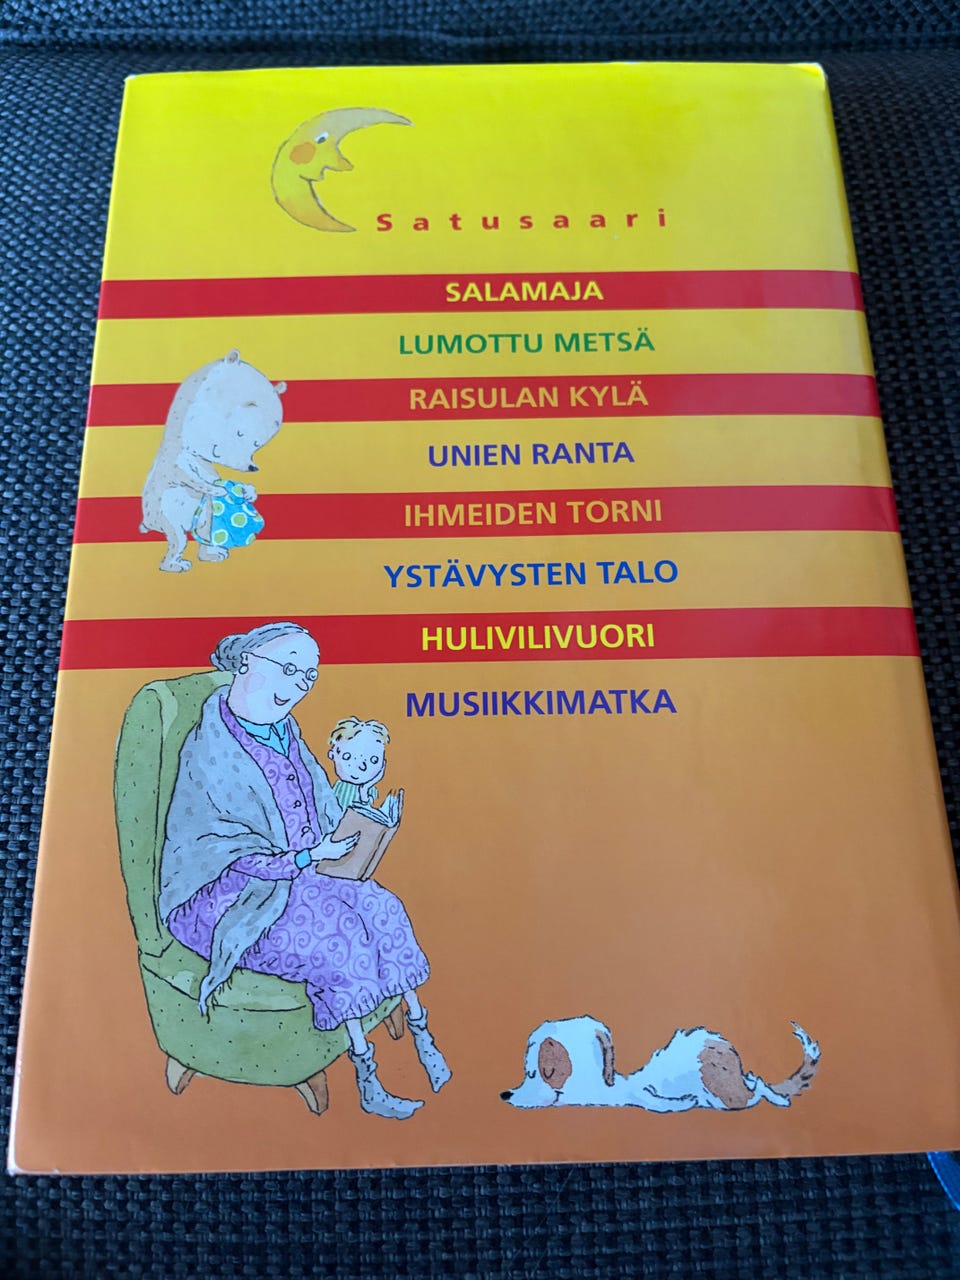 Satusaari
SALAMAJA
LUMOTTU METSÄ
RAISULAN KYLÄ
UNIEN RANTA
IHMEIDEN TORNI
YSTÄVYSTEN TALO
HULIVILIVUORI
MUSIIKKIMATKA